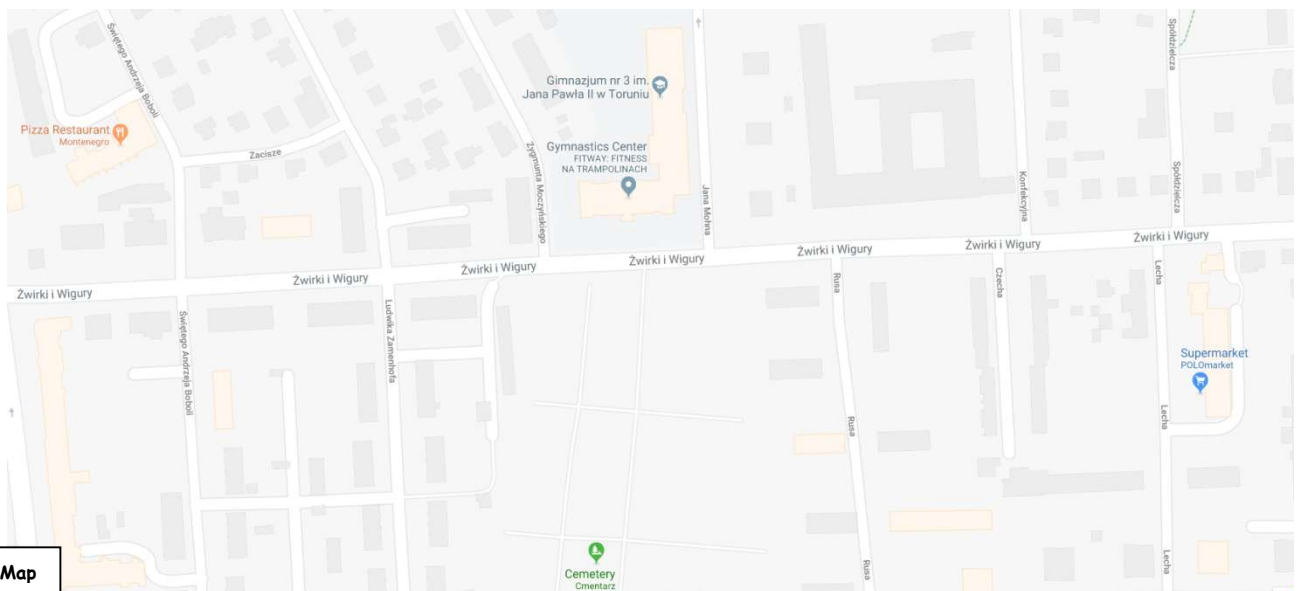 Świętego Andrzeja Boboli
Spółdzielcza
Gimnazjum nr 3 im.
Jana Pawła II w Toruniu
Pizza Restaurant
Montenegro
Zacisze
Zygmunta Moczyńskiego
Gymnastics Center
FITWAY: FITNESS
NA TRAMPOLINACH
Jana Mohna
Konfekcyjna
Spółdzielcza
Żwirki i Wigury
Żwirki i Wigury
Żwirki i Wigury
Żwirki i Wigury
Żwirki i Wigury
Żwirki i Wigury
Żwirki i Wigury
Świętego Andrzeja Boboli
Ludwika Zamenhofa
Rusa
Czecha
Lecha
Supermarket
POLOmarket
Rusa
Lecha
Cemetery
Cmentarz
Rusa
Lecha
Map